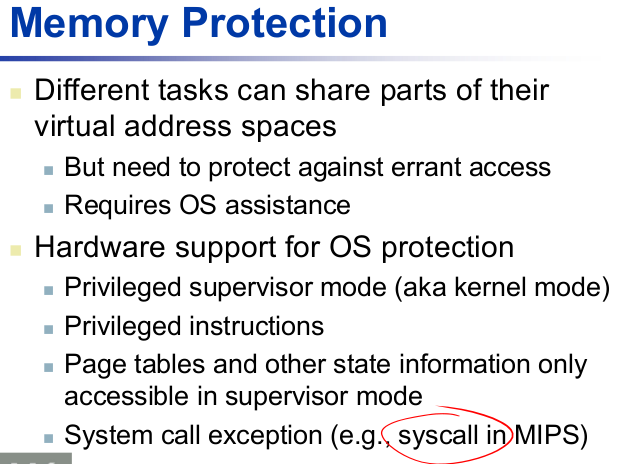 Memory Protection
Different tasks can share parts of their
virtual address spaces
But need to protect against errant access
Requires OS assistance
Hardware support for OS protection
Privileged supervisor mode (aka kernel mode)
Privileged instructions
Page tables and other state information only
accessible in supervisor mode
System call exception (e.g., syscall in MIPS)